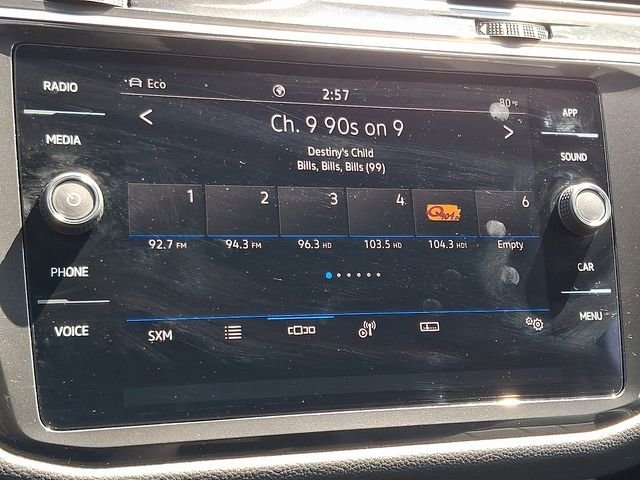 RADIO
MEDIA
PHONE
VOICE
Eco
2:57
80°F
Ch. 9 90s on 9
Destiny's Child
Bills, Bills, Bills (99)
1 2 3 4 6
Q104.3
92.7 FM 94.3 FM 96.3 HD 103.5 HD 104.3 HD1 Empty
SXM
APP
SOUND
CAR
MENU